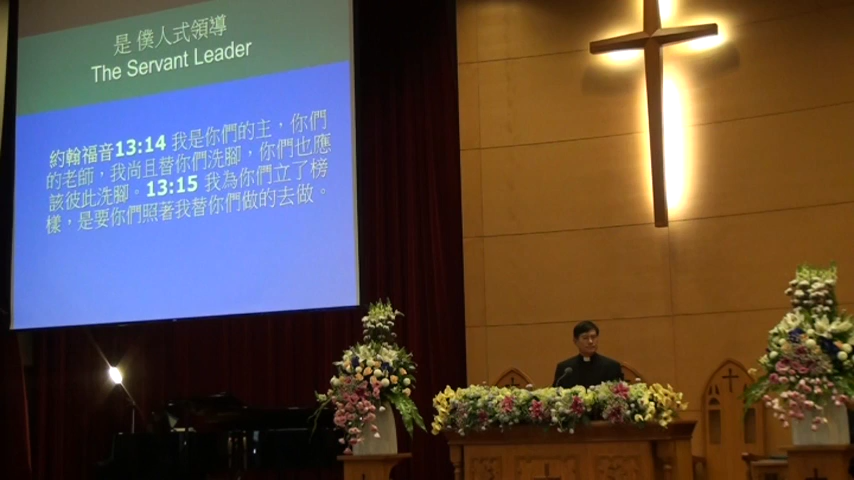 是 僕人式領導
The Servant Leader
約翰福音13:14 我是你們的主，你們
的老師，我尚且替你們洗腳，你們也應
該彼此洗腳。13:15 我為你們立了榜
樣，是要你們照著我替你們做的去做。